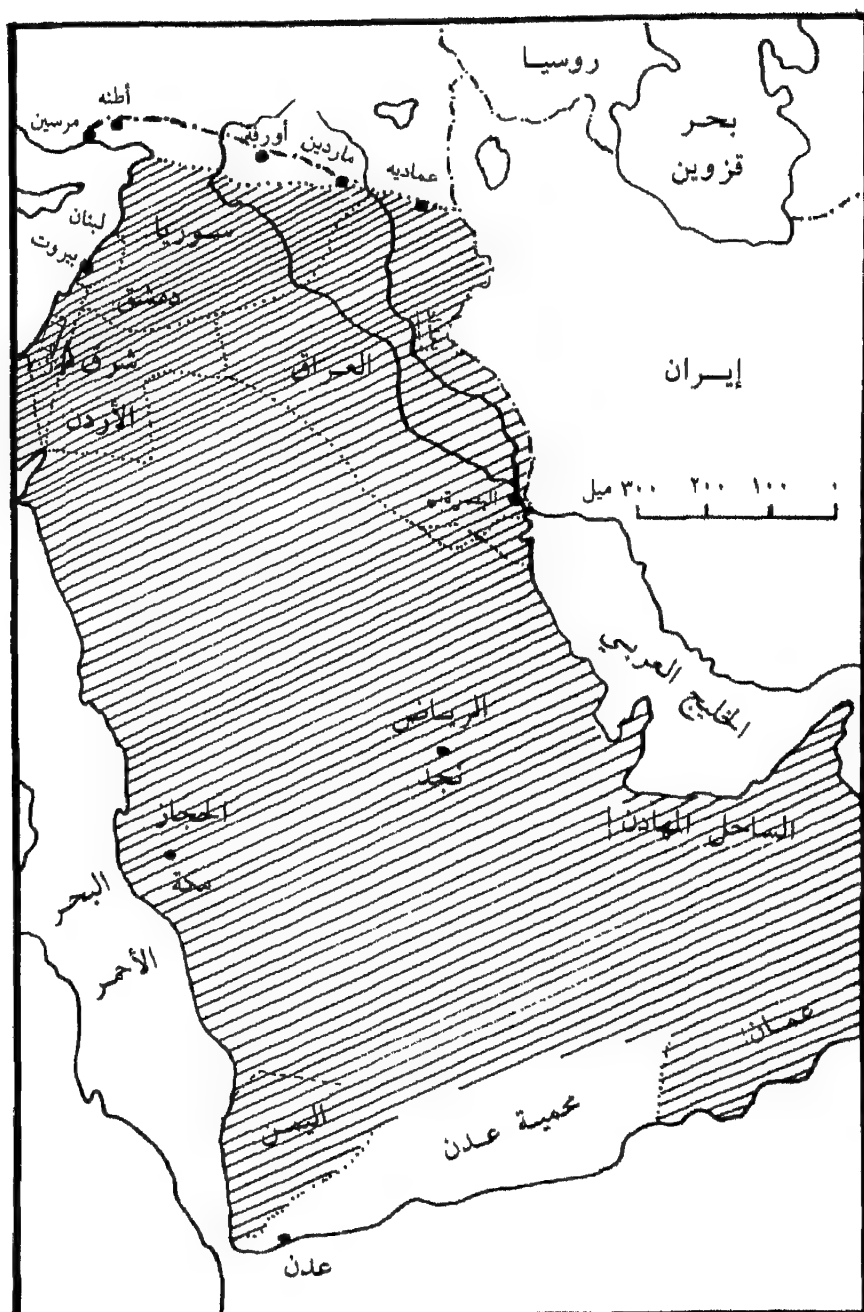 روسيا
بحر
قزوين
أطنه
مرسين
أورفه
ماردين
عماديه
لبنان
بيروت
سوريا
دمشق
شرق
الأردن
العراق
إيران
البصرة
٣٠٠ ٢٠٠ ١٠٠ ٠ ميل
الخليج العربي
الرياض
نجد
الحجاز
مكة
الساحل المهادن
البحر
الأحمر
عمان
اليمن
محمية عدن
عدن